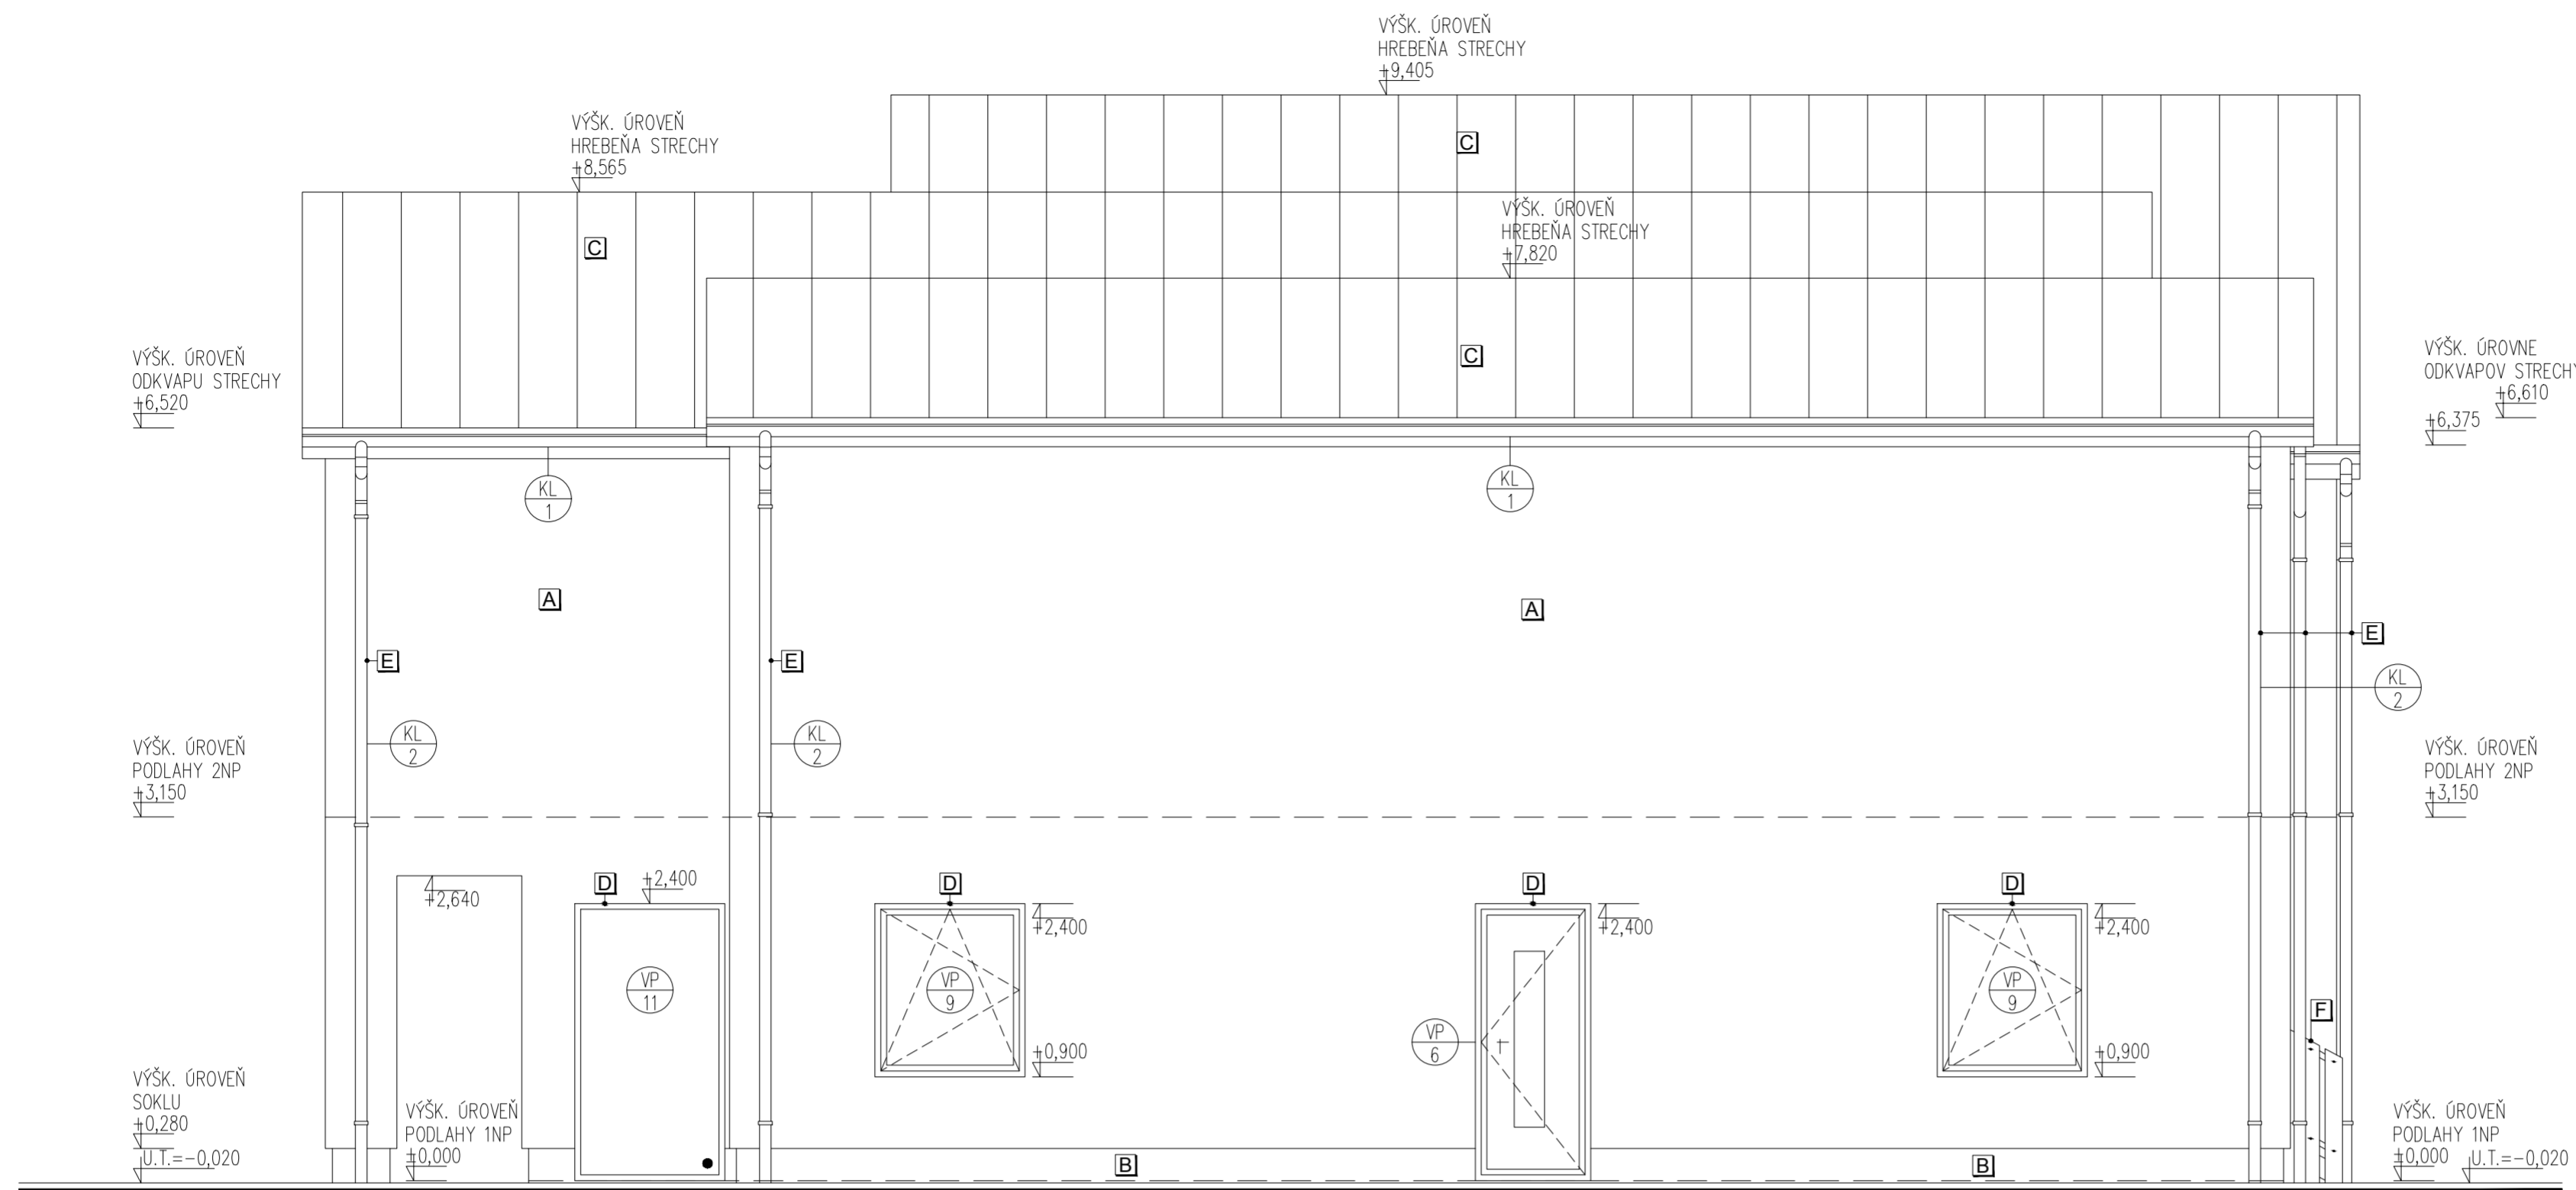 VÝŠK. ÚROVEŇ
HREBEŇA STRECHY
+9,405
VÝŠK. ÚROVEŇ
HREBEŇA STRECHY
+8,565
C
VÝŠK. ÚROVEŇ
HREBEŇA STRECHY
+7,820
C
C
VÝŠK. ÚROVEŇ
ODKVAPU STRECHY
+6,520
VÝŠK. ÚROVNE
ODKVAPOV STRECHY
+6,610
+6,375
KL
1
KL
1
A
A
E
E
E
KL
2
KL
2
KL
2
VÝŠK. ÚROVEŇ
PODLAHY 2NP
+3,150
VÝŠK. ÚROVEŇ
PODLAHY 2NP
+3,150
+2,640
D
+2,400
D
+2,400
D
+2,400
D
+2,400
VP
11
VP
9
VP
6
VP
9
F
+0,900
+0,900
VÝŠK. ÚROVEŇ
SOKLU
+0,280
U.T.=-0,020
VÝŠK. ÚROVEŇ
PODLAHY 1NP
±0,000
B
B
VÝŠK. ÚROVEŇ
PODLAHY 1NP
±0,000
U.T.=-0,020